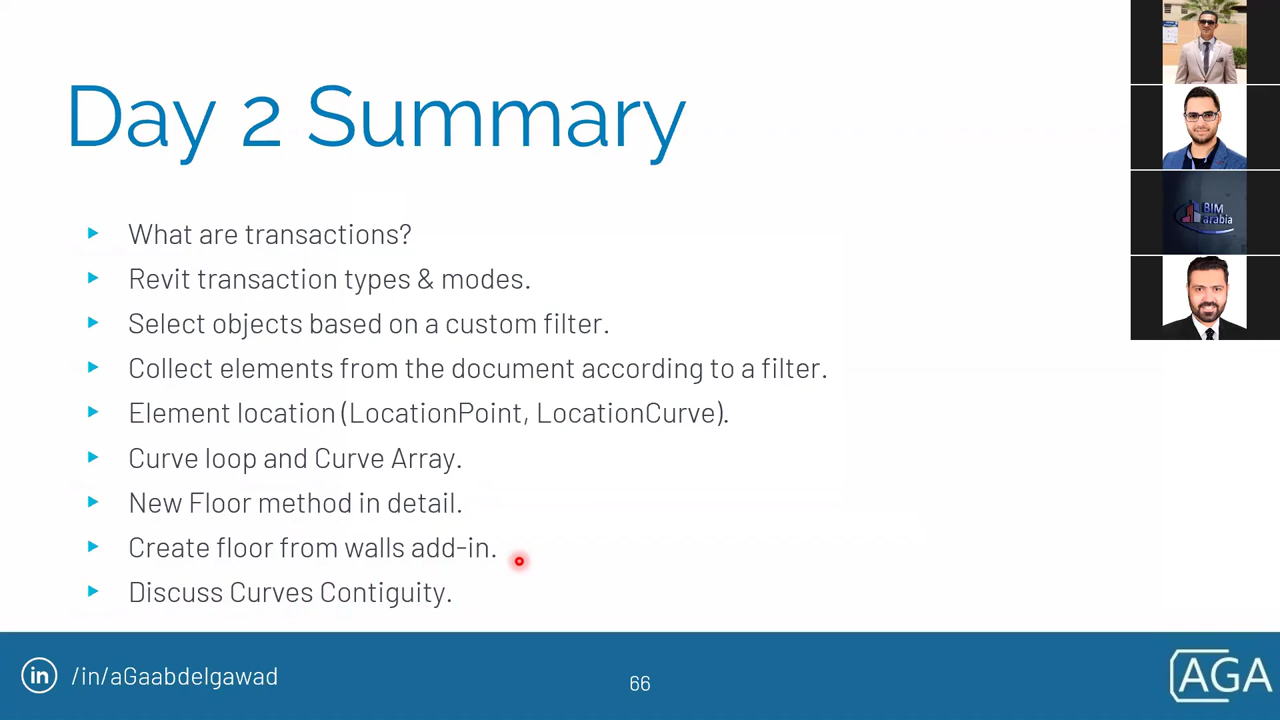 Day 2 Summary
What are transactions?
Revit transaction types & modes.
Select objects based on a custom filter.
Collect elements from the document according to a filter.
Element location (LocationPoint, LocationCurve).
Curve loop and Curve Array.
New Floor method in detail.
Create floor from walls add-in.
Discuss Curves Contiguity.
in /in/aGaabdelgawad
66
AGA
BIM
arabia